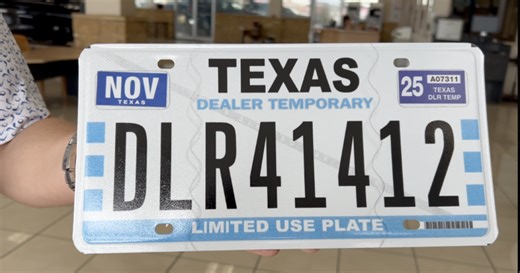 TEXAS
NOV
TEXAS
25
A07311
TEXAS
DLR TEMP
DEALER TEMPORARY
DLR41412
LIMITED USE PLATE